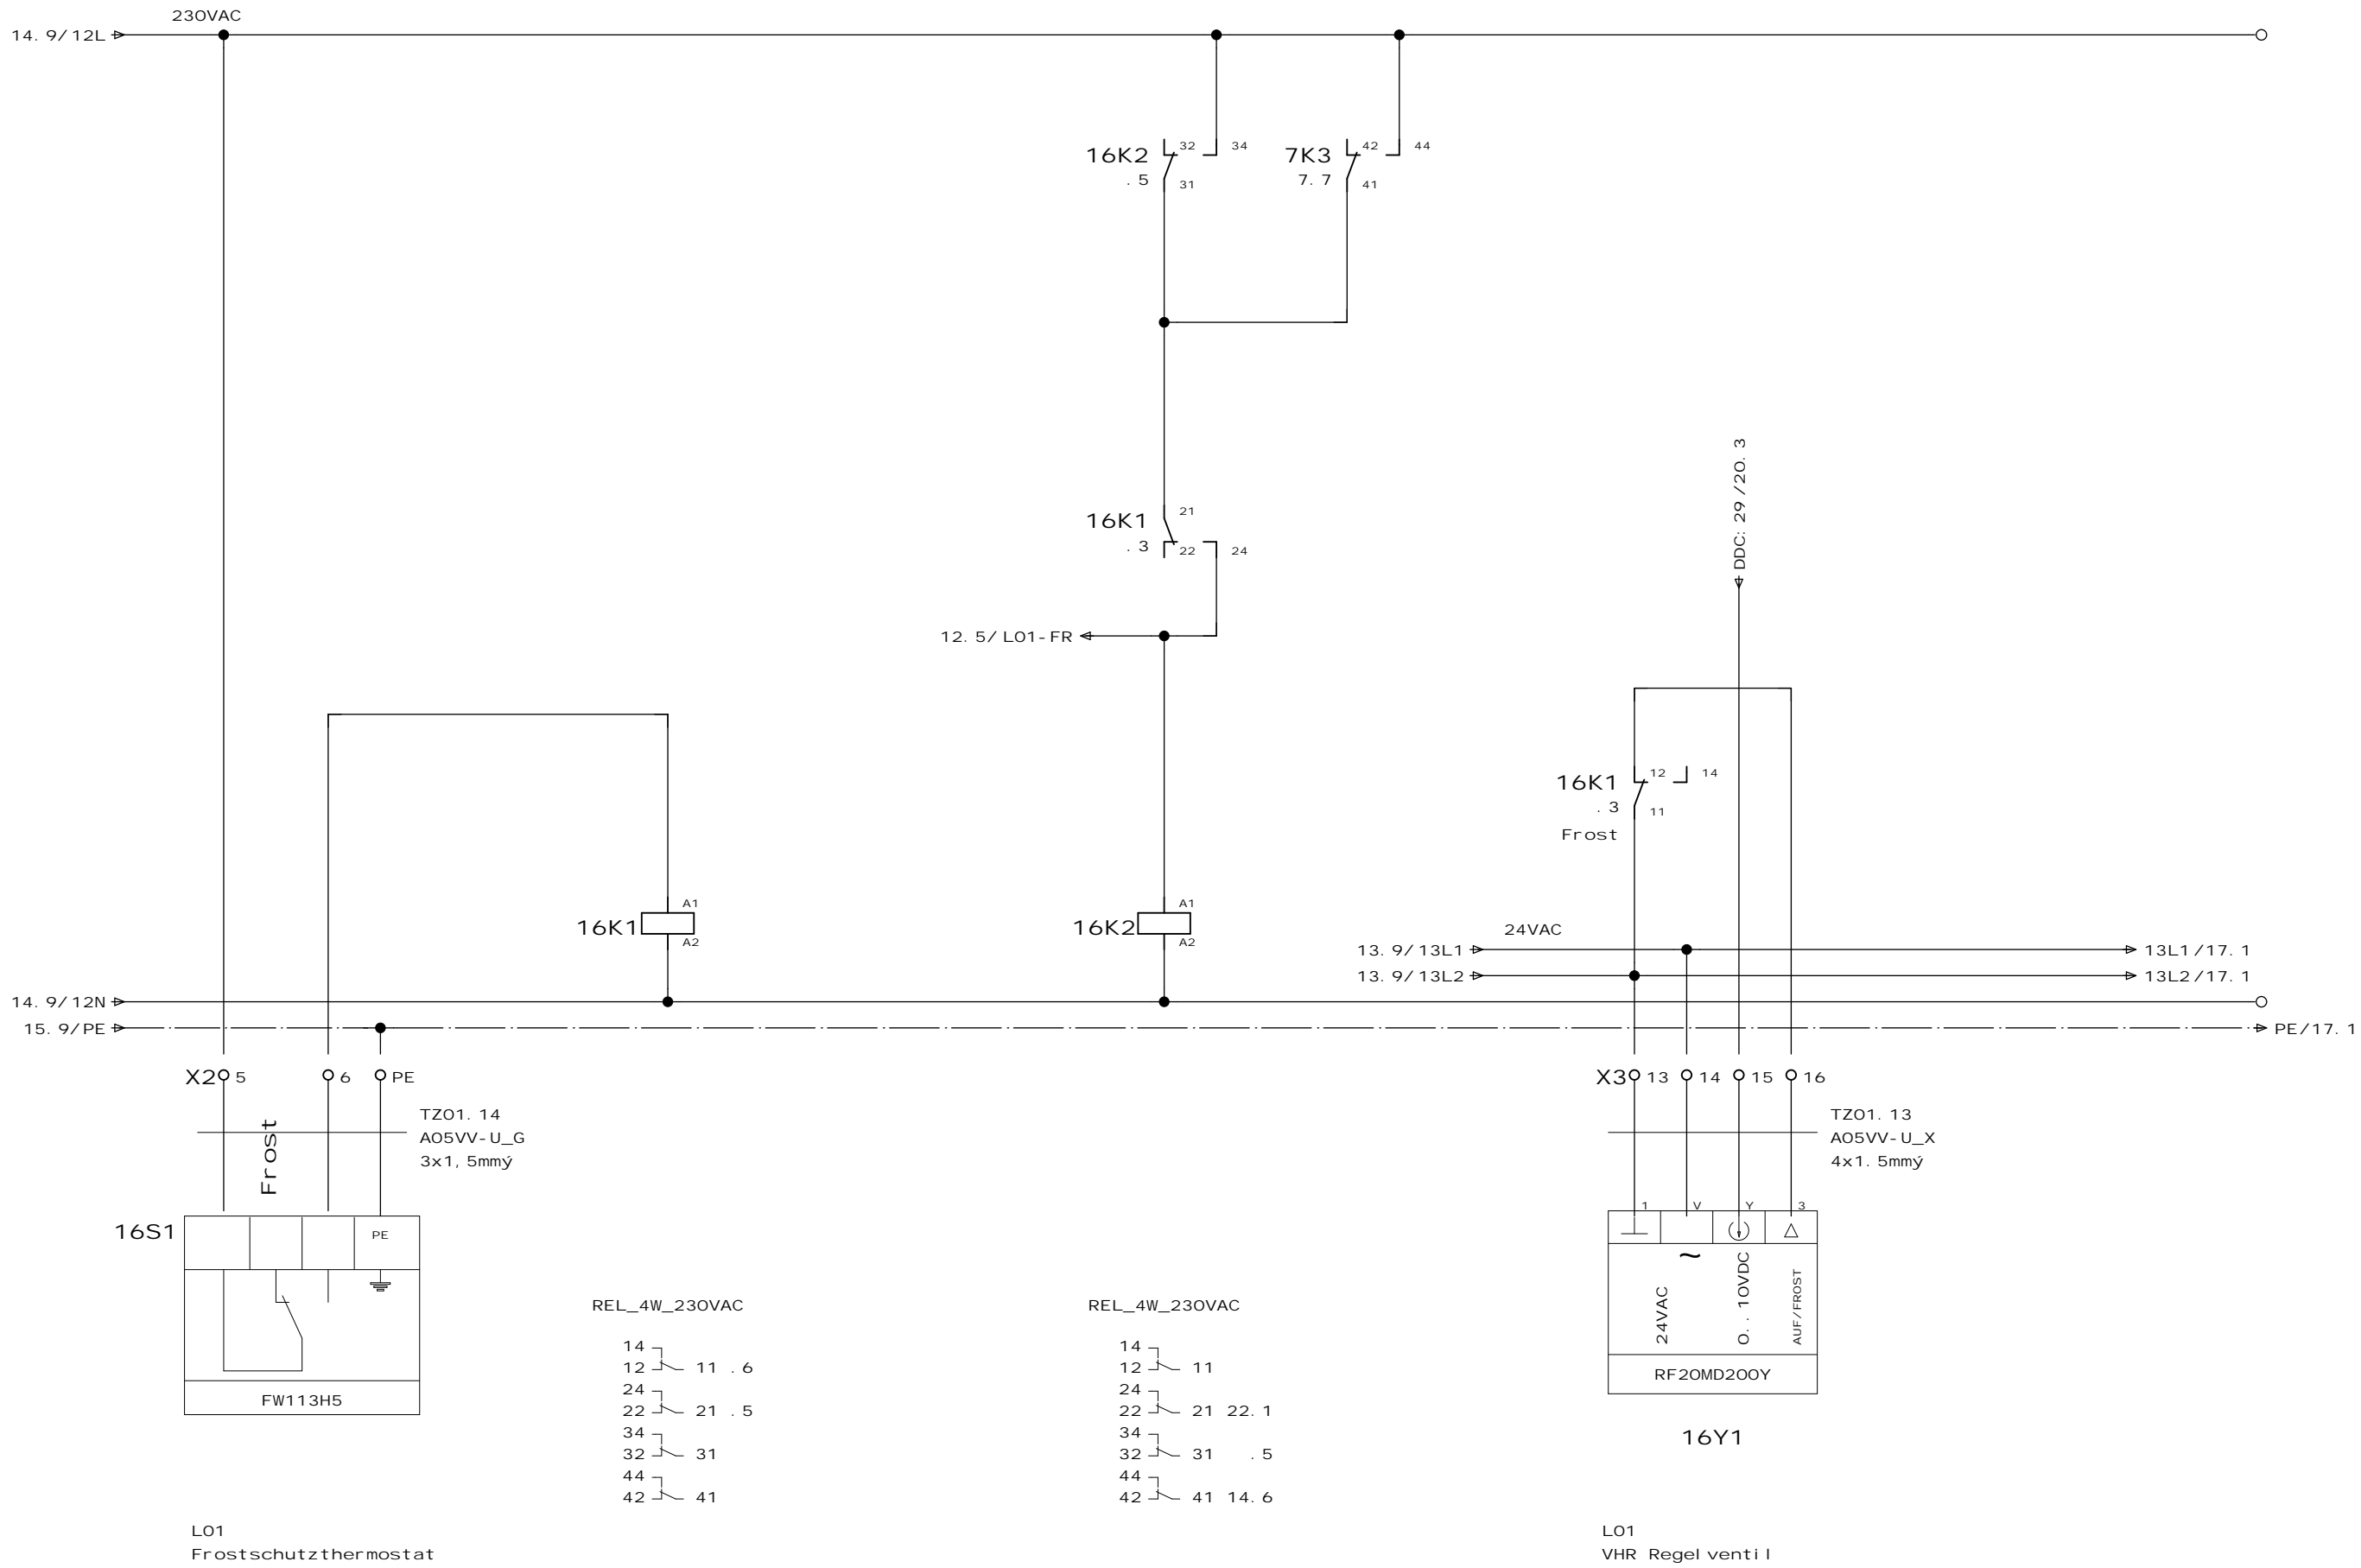 230VAC
14. 9/12L
16K2
. 5
32
34
31
7K3
7. 7
42
44
41
16K1
. 3
21
22
24
DDC: 29 /20. 3
12. 5/ L01-FR
16K1
. 3
Frost
12
14
11
16K1
A1
A2
16K2
A1
A2
24VAC
13. 9/13L1
13L1/17. 1
13. 9/13L2
13L2/17. 1
14. 9/12N
15. 9/PE
PE/17. 1
X2
5
6
PE
X3
13
14
15
16
Frost
TZ01. 14
A05VV-U_G
3x1, 5mmý
TZ01. 13
A05VV-U_X
4x1. 5mmý
16S1
PE
FW113H5
1
V
Y
3
~
24VAC
0. . 10VDC
AUF/FROST
RF20MD200Y
16Y1
REL_4W_230VAC
14
12 11 . 6
24
22 21 . 5
34
32 31
44
42 41
REL_4W_230VAC
14
12 11
24
22 21 22. 1
34
32 31 . 5
44
42 41 14. 6
L01
Frostschutzthermostat
L01
VHR Regelventil